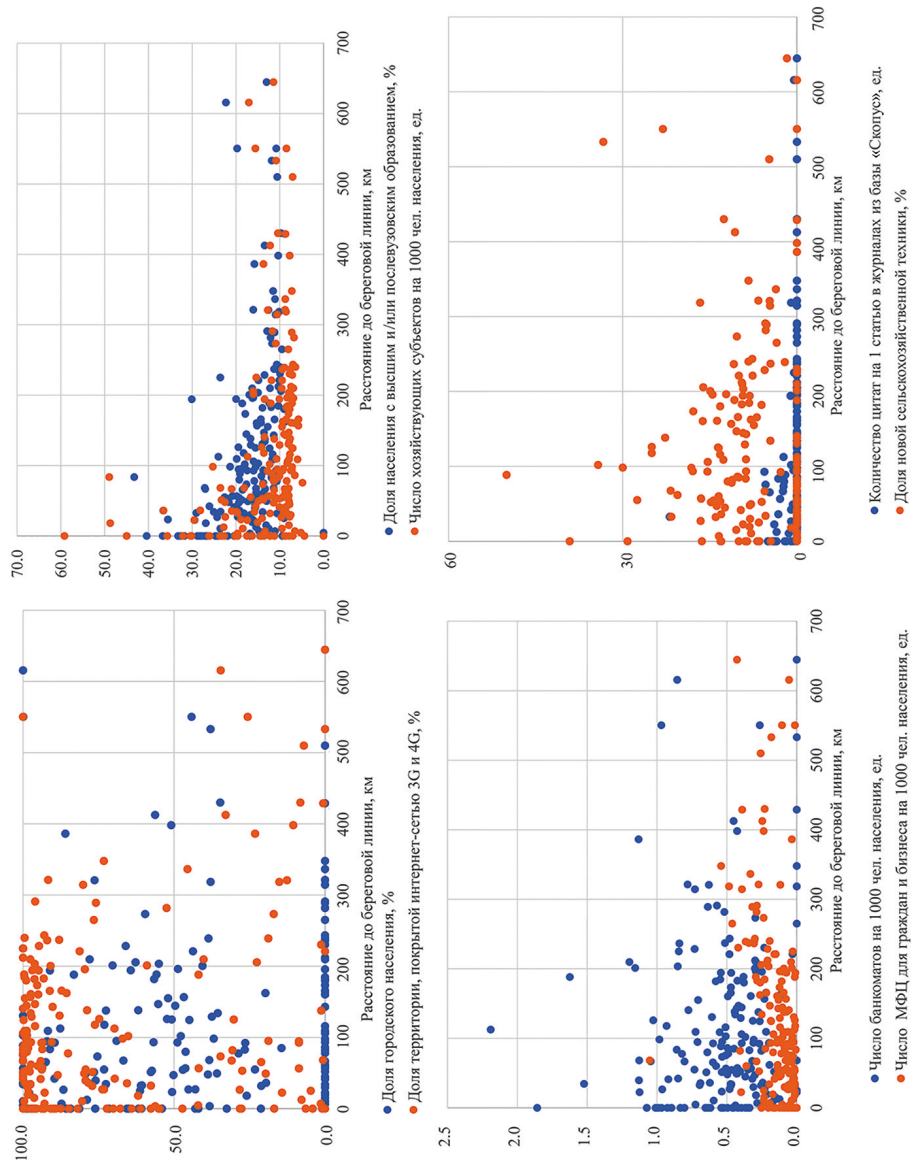 100.0
50.0
0.0
0 100 200 300 400 500 600 700
Расстояние до береговой линии, км
Доля городского населения, %
Доля территории, покрытой интернет-сетью 3G и 4G, %
70.0
60.0
50.0
40.0
30.0
20.0
10.0
0.0
0 100 200 300 400 500 600 700
Расстояние до береговой линии, км
Доля населения с высшим и/или послевузовским образованием, %
Число хозяйствующих субъектов на 1000 чел. населения, ед.
2.5
2.0
1.5
1.0
0.5
0.0
0 100 200 300 400 500 600 700
Расстояние до береговой линии, км
Число банкоматов на 1000 чел. населения, ед.
Число МФЦ для граждан и бизнеса на 1000 чел. населения, ед.
60
30
0
0 100 200 300 400 500 600 700
Расстояние до береговой линии, км
Количество цитат на 1 статью в журналах из базы «Скопус», ед.
Доля новой сельскохозяйственной техники, %